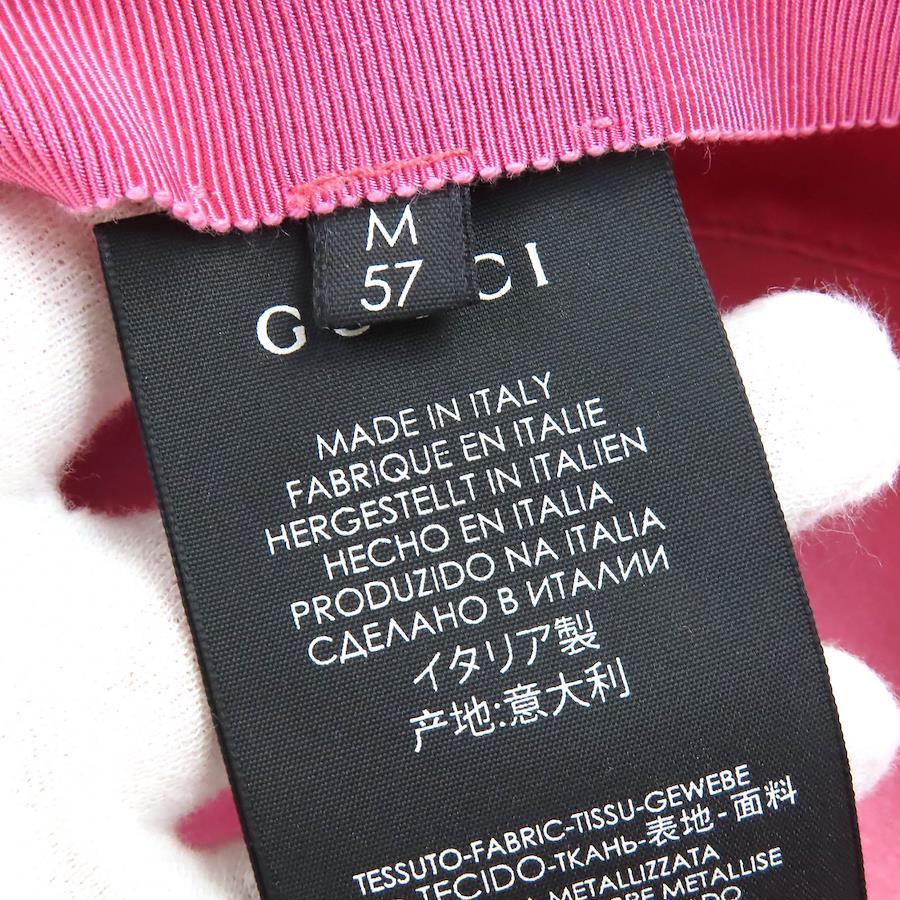 M
57
GUCCI
MADE IN ITALY
FABRIQUE EN ITALIE
HERGESTELLT IN ITALIEN
HECHO EN ITALIA
PRODUZIDO NA ITALIA
СДЕЛАНО В ИТАЛИИ
イタリア製
产地:意大利
TESSUTO-FABRIC-TISSU-GEWEBE
TECIDO-ТКАНЬ-表地-面料
METALLIZZATA
METALLISE